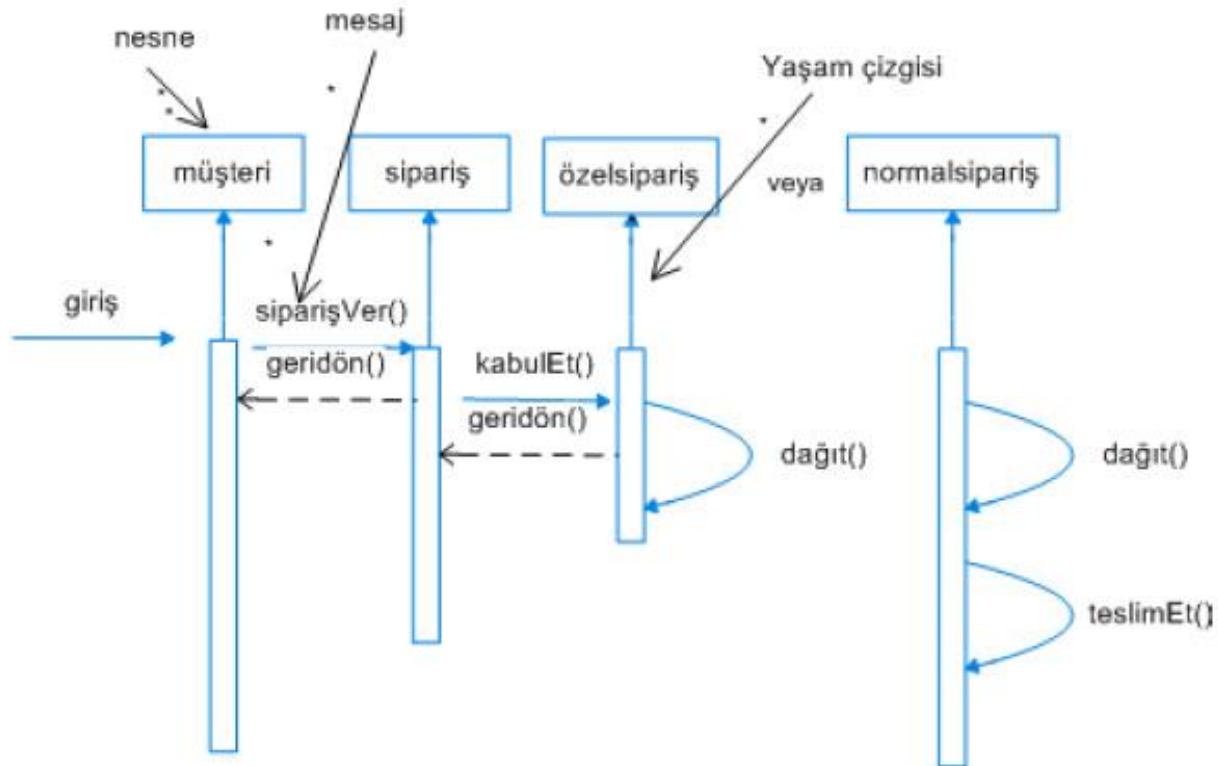 nesne
mesaj
Yaşam çizgisi
müşteri
sipariş
özelsipariş
veya
normalsipariş
giriş
siparişVer()
geridön()
kabulEt()
geridön()
dağıt()
dağıt()
teslimEt()